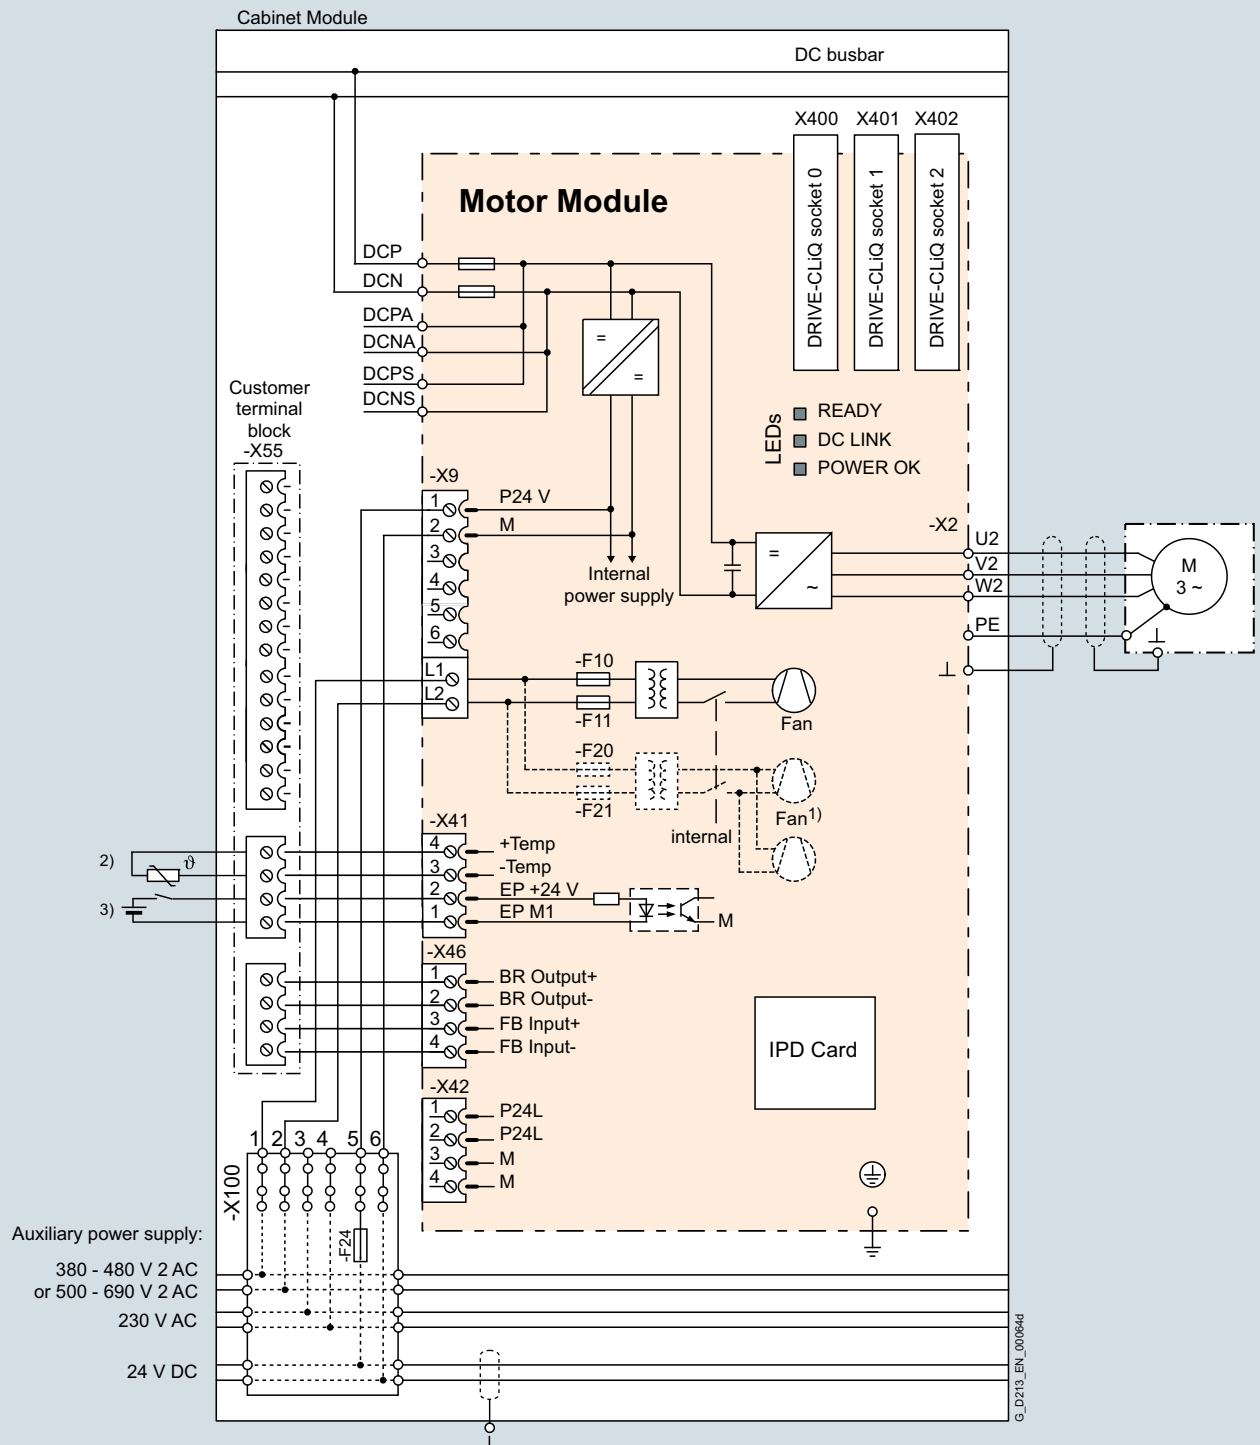 Cabinet Module
DC busbar
X400 X401 X402
DRIVE-CLiQ socket 0
DRIVE-CLiQ socket 1
DRIVE-CLiQ socket 2
Motor Module
DCP
DCN
DCPA
DCNA
DCPS
DCNS
=
=
LEDs
READY
DC LINK
POWER OK
Customer
terminal
block
-X55
-X9
1 P24 V
2 M
3
4
5
6
Internal
power supply
=
~
-X2
U2
V2
W2
PE
M
3 ~
L1
L2
-F10
-F11
Fan
-F20
-F21
Fan1)
internal
-X41
4 +Temp
3 -Temp
2 EP +24 V
1 EP M1
M
2)
ϑ
3)
-X46
1 BR Output+
2 BR Output-
3 FB Input+
4 FB Input-
IPD Card
-X42
1 P24L
2 P24L
3 M
4 M
1 2 3 4 5 6
-X100
-F24
Auxiliary power supply:
380 - 480 V 2 AC
or 500 - 690 V 2 AC
230 V AC
24 V DC
G_D213_EN_00064d